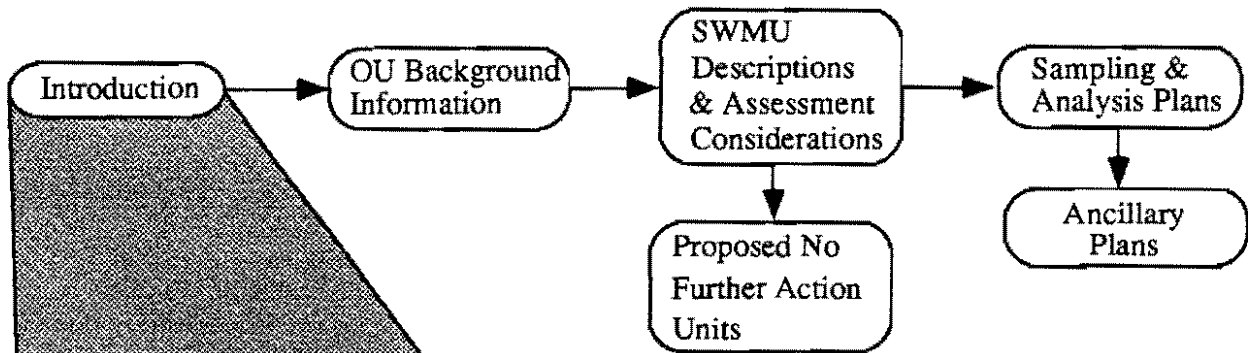 Introduction
OU Background
Information
SWMU
Descriptions
& Assessment
Considerations
Sampling &
Analysis Plans
Proposed No
Further Action
Units
Ancillary
Plans